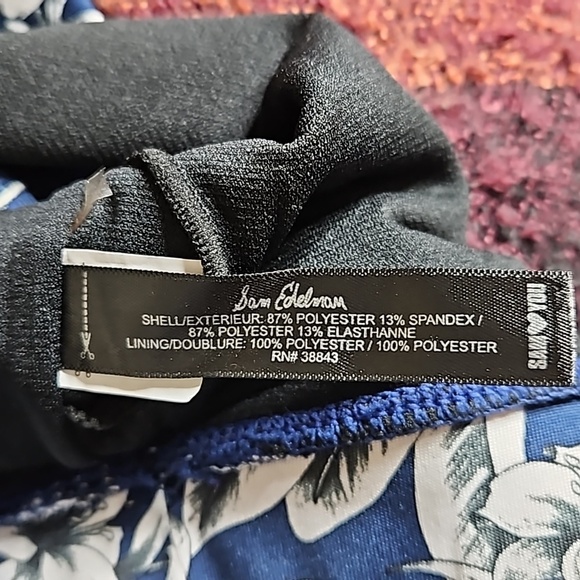 Sam Edelman
SHELL/EXTERIEUR: 87% POLYESTER 13% SPANDEX /
87% POLYESTER 13% ELASTHANNE
LINING/DOUBLURE: 100% POLYESTER / 100% POLYESTER
RN# 38843